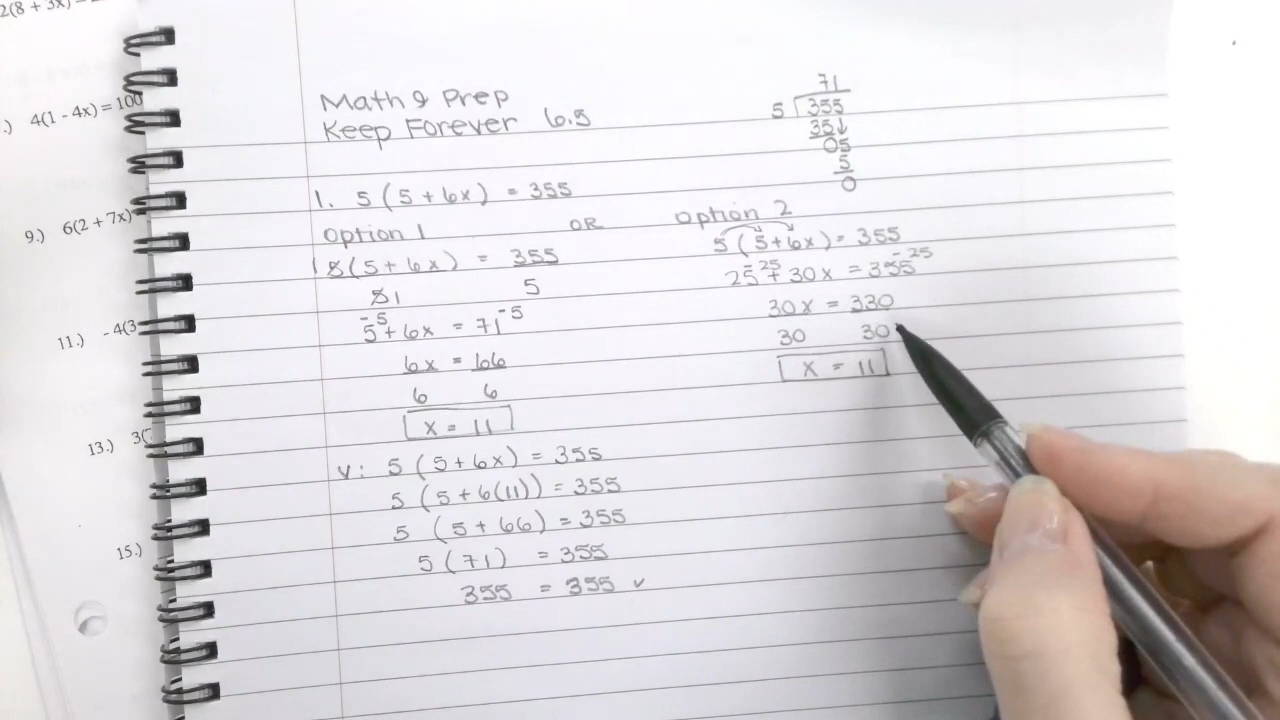 2(8 + 3x)
.) 4(1 - 4x) = 100
9.) 6(2 + 7x)
11.) -4(3
13.) 3(
15.)
Math 9 Prep
Keep Forever 6.5
71
5 355
35↓
05
5
0
1. 5(5 + 6x) = 355
Option 1 OR Option 2
5(5 + 6x) = 355
5 1 5
-5 -5
5 + 6x = 71
6x = 66
6 6
x = 11
5(5 + 6x) = 355
-25 -25
25 + 30x = 355
30x = 330
30 30
x = 11
V: 5(5 + 6x) = 355
5(5 + 6(11)) = 355
5(5 + 66) = 355
5(71) = 355
355 = 355 ✓